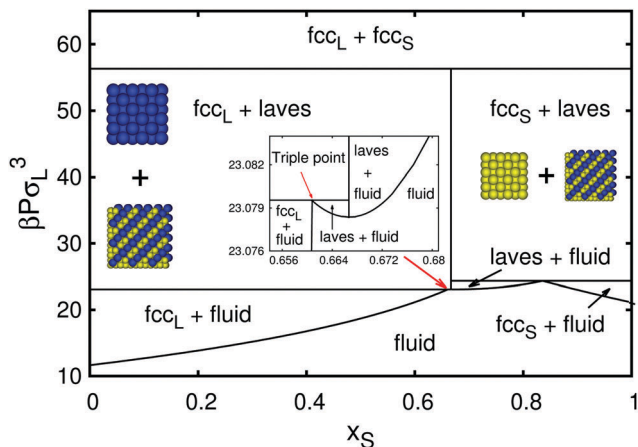 fcc_L + fcc_S
fcc_L + laves
fcc_S + laves
+
+
Triple point
laves
+
fluid
fluid
fcc_L
+
fluid
laves + fluid
23.082
23.079
23.076
0.656
0.664
0.672
0.68
laves + fluid
fcc_L + fluid
fluid
fcc_S + fluid
60
50
40
30
20
10
βPσ_L^3
0
0.2
0.4
0.6
0.8
1
x_S